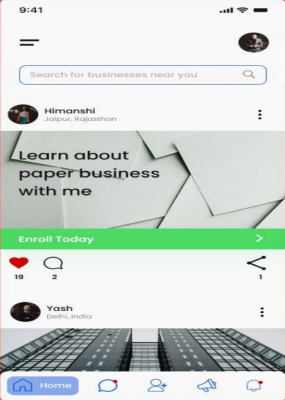 9:41
Search for businesses near you
Himanshi
Jaipur, Rajasthan
Learn about
paper business
with me
Enroll Today
19
2
1
Yash
Delhi, India
Home